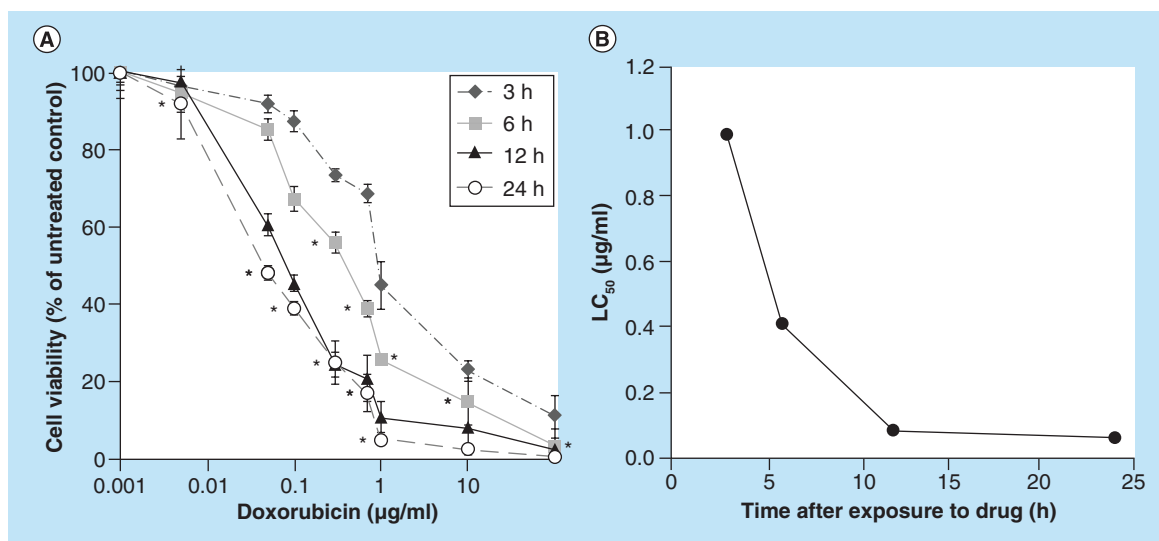 A
Cell viability (% of untreated control)
100
80
60
40
20
0
3 h
6 h
12 h
24 h
*
*
*
*
*
*
*
*
*
*
*
*
0.001 0.01 0.1 1 10
Doxorubicin (µg/ml)
B
LC50 (µg/ml)
1.2
1.0
0.8
0.6
0.4
0.2
0.0
0 5 10 15 20 25
Time after exposure to drug (h)